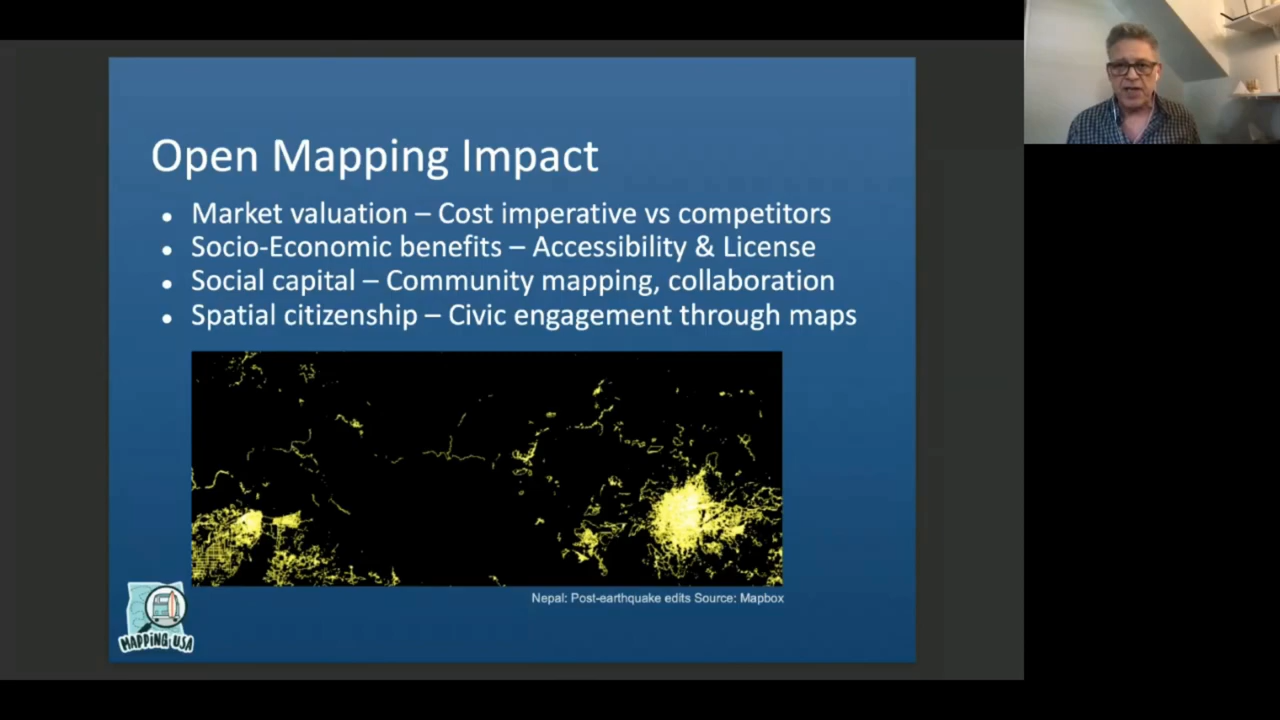 Open Mapping Impact
Market valuation – Cost imperative vs competitors
Socio-Economic benefits – Accessibility & License
Social capital – Community mapping, collaboration
Spatial citizenship – Civic engagement through maps
Nepal: Post-earthquake edits Source: Mapbox
MAPPING USA